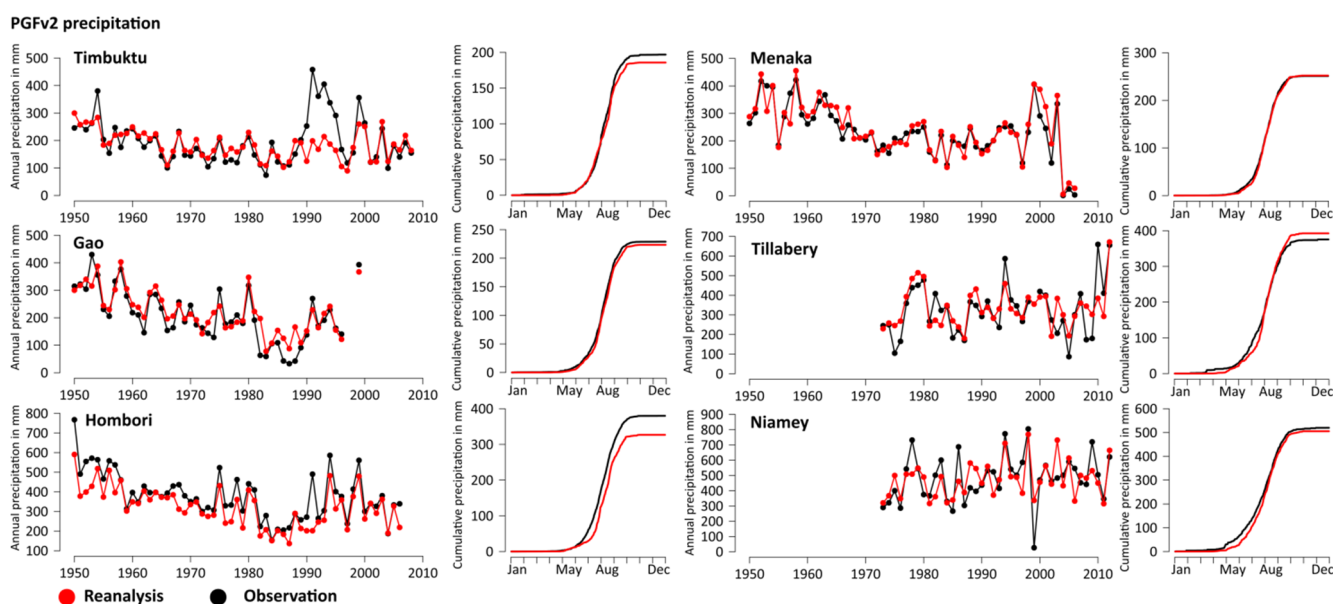 PGFv2 precipitation
Timbuktu
Annual precipitation in mm
500
400
300
200
100
0
1950 1960 1970 1980 1990 2000 2010
Cumulative precipitation in mm
200
150
100
50
0
Jan May Aug Dec
Menaka
Annual precipitation in mm
500
400
300
200
100
0
1950 1960 1970 1980 1990 2000 2010
Cumulative precipitation in mm
300
200
100
0
Jan May Aug Dec
Gao
Annual precipitation in mm
500
400
300
200
100
0
1950 1960 1970 1980 1990 2000 2010
Cumulative precipitation in mm
250
200
150
100
50
0
Jan May Aug Dec
Tillabery
Annual precipitation in mm
700
600
500
400
300
200
100
0
1950 1960 1970 1980 1990 2000 2010
Cumulative precipitation in mm
400
300
200
100
0
Jan May Aug Dec
Hombori
Annual precipitation in mm
800
700
600
500
400
300
200
100
1950 1960 1970 1980 1990 2000 2010
Cumulative precipitation in mm
400
300
200
100
0
Jan May Aug Dec
Niamey
Annual precipitation in mm
900
800
700
600
500
400
300
200
100
0
1950 1960 1970 1980 1990 2000 2010
Cumulative precipitation in mm
600
500
400
300
200
100
0
Jan May Aug Dec
Reanalysis Observation